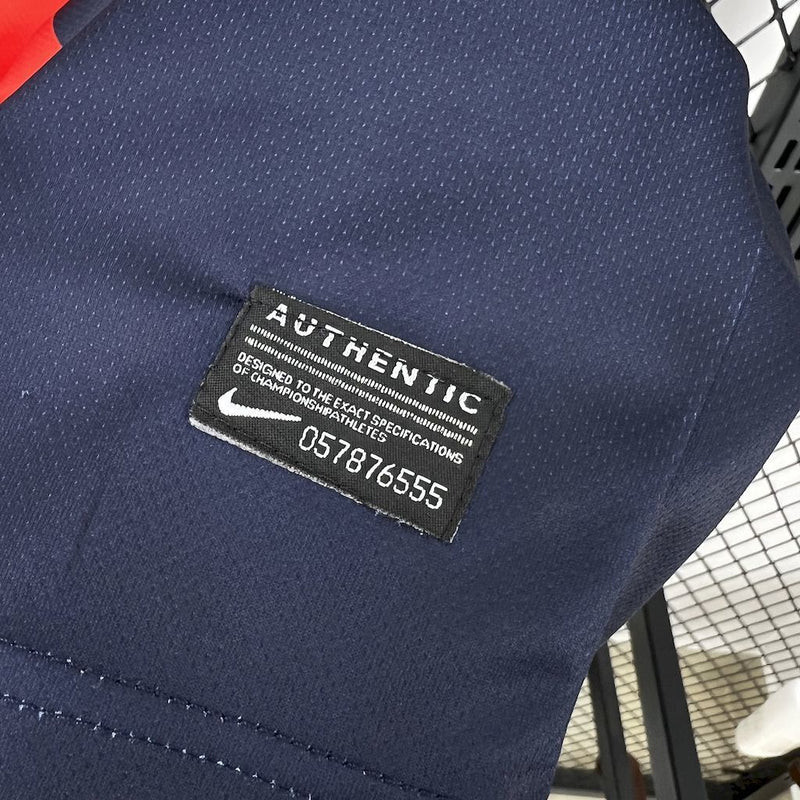 AUTHENTIC
DESIGNED TO THE EXACT SPECIFICATIONS
OF CHAMPIONSHIPATHLETES
057876555